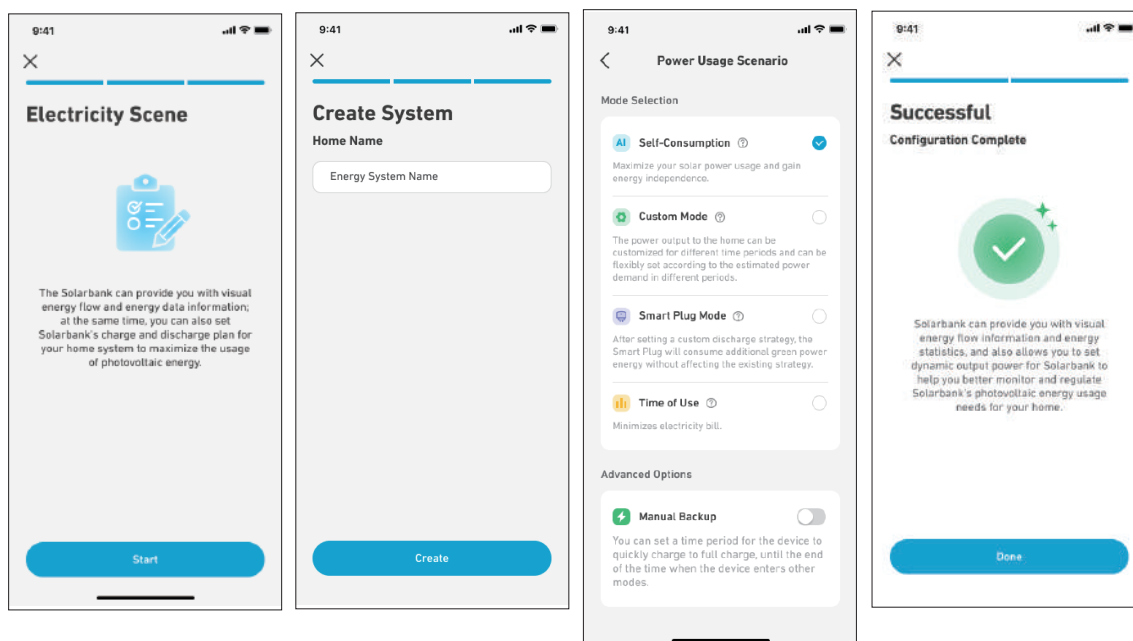 9:41
Electricity Scene
The Solarbank can provide you with visual
energy flow and energy data information;
at the same time, you can also set
Solarbank's charge and discharge plan for
your home system to maximize the usage
of photovoltaic energy.
Start
9:41
Create System
Home Name
Energy System Name
Create
9:41
Power Usage Scenario
Mode Selection
AI Self-Consumption ?
Maximize your solar power usage and gain
energy independence.
Custom Mode ?
The power output to the home can be
customized for different time periods and can be
flexibly set according to the estimated power
demand in different periods.
Smart Plug Mode ?
After setting a custom discharge strategy, the
Smart Plug will consume additional green power
energy without affecting the existing strategy.
Time of Use ?
Minimizes electricity bill.
Advanced Options
Manual Backup
You can set a time period for the device to
quickly charge to full charge, until the end
of the time when the device enters other
modes.
9:41
Successful
Configuration Complete
Solarbank can provide you with visual
energy flow information and energy
statistics, and also allows you to set
dynamic output power for Solarbank to
help you better monitor and regulate
Solarbank's photovoltaic energy usage
needs for your home.
Done